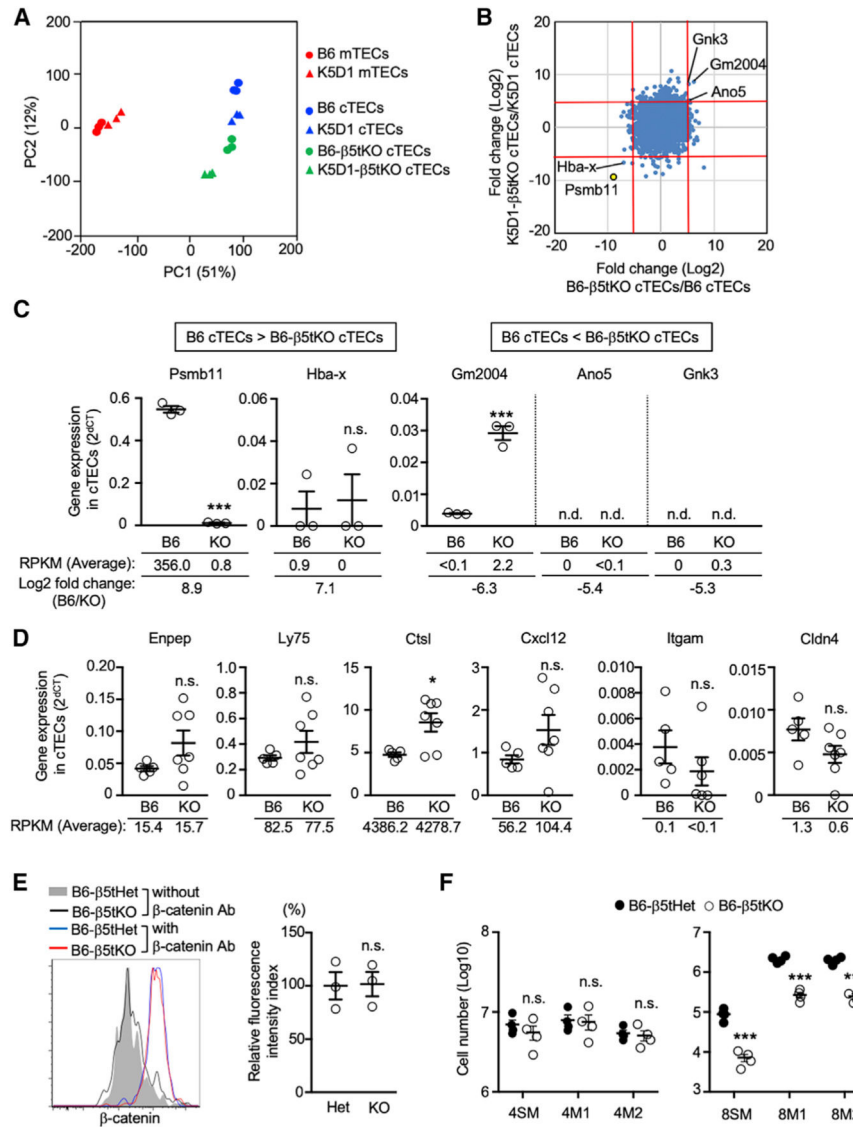 A
200
100
0
-100
-200
PC2 (12%)
-200 -100 0 100 200
PC1 (51%)
B6 mTECs
K5D1 mTECs
B6 cTECs
K5D1 cTECs
B6-β5tKO cTECs
K5D1-β5tKO cTECs
B
Fold change (Log2)
K5D1-β5tKO cTECs/K5D1 cTECs
20
10
0
-10
-20
Gnk3
Gm2004
Ano5
Hba-x
Psmb11
-20 -10 0 10 20
Fold change (Log2)
B6-β5tKO cTECs/B6 cTECs
C
B6 cTECs > B6-β5tKO cTECs
B6 cTECs < B6-β5tKO cTECs
Psmb11 Hba-x Gm2004 Ano5 Gnk3
Gene expression
in cTECs (2^dCT)
0.6
0.4
0.2
0
***
0.06
0.04
0.02
0
n.s.
0.04
0.03
0.02
0.01
0
***
n.d. n.d. n.d. n.d.
B6 KO B6 KO B6 KO B6 KO B6 KO
RPKM (Average): 356.0 0.8 0.9 0 <0.1 2.2 0 <0.1 0 0.3
Log2 fold change: 8.9 7.1 -6.3 -5.4 -5.3
(B6/KO)
D
Enpep Ly75 Ctsl Cxcl12 Itgam Cldn4
Gene expression
in cTECs (2^dCT)
0.20
0.15
0.10
0.05
0
n.s.
1.0
0.8
0.6
0.4
0.2
0
n.s.
15
10
5
0
*
3
2
1
0
n.s.
0.010
0.008
0.006
0.004
0.002
0
n.s.
0.015
0.010
0.005
0
n.s.
B6 KO B6 KO B6 KO B6 KO B6 KO B6 KO
RPKM (Average): 15.4 15.7 82.5 77.5 4386.2 4278.7 56.2 104.4 0.1 <0.1 1.3 0.6
E
B6-β5tHet without
B6-β5tKO β-catenin Ab
B6-β5tHet with
B6-β5tKO β-catenin Ab
β-catenin
(%)
Relative fluorescence
intensity index
150
100
50
0
n.s.
Het KO
F
B6-β5tHet B6-β5tKO
Cell number (Log10)
8
7
6
n.s. n.s. n.s.
4SM 4M1 4M2
6
5
4
3
*** *** **
8SM 8M1 8M